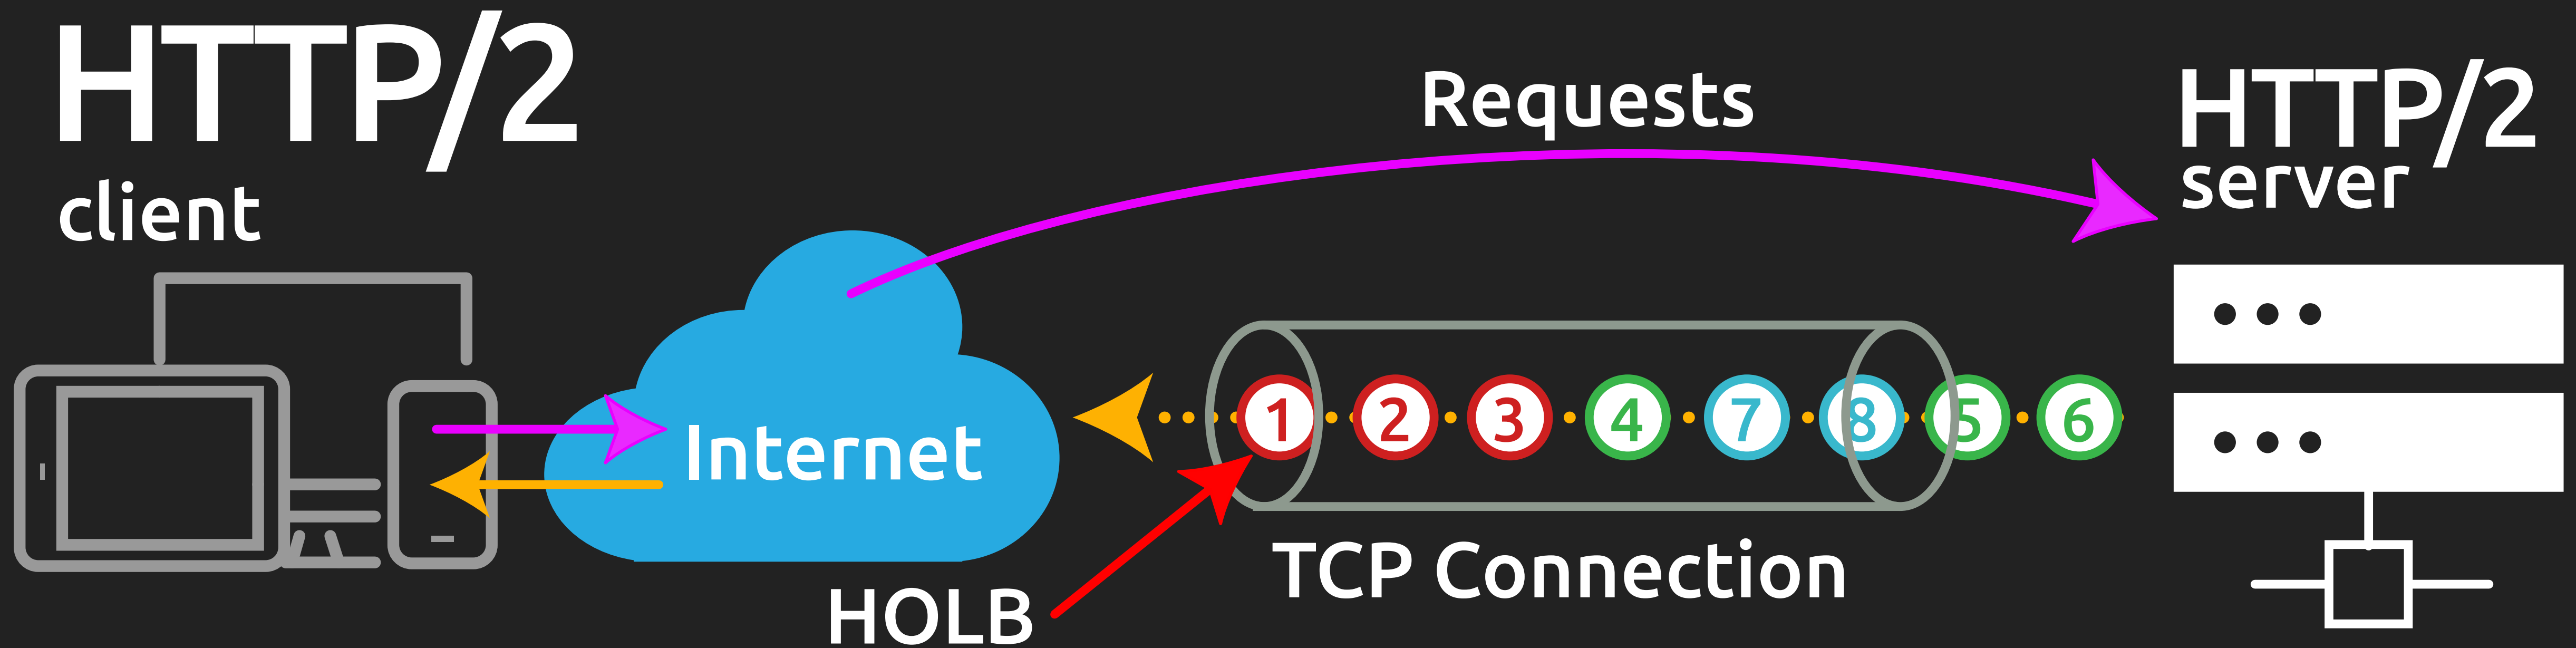 HTTP/2
client
Requests
HTTP/2
server
Internet
1 2 3 4 7 8 5 6
TCP Connection
HOLB